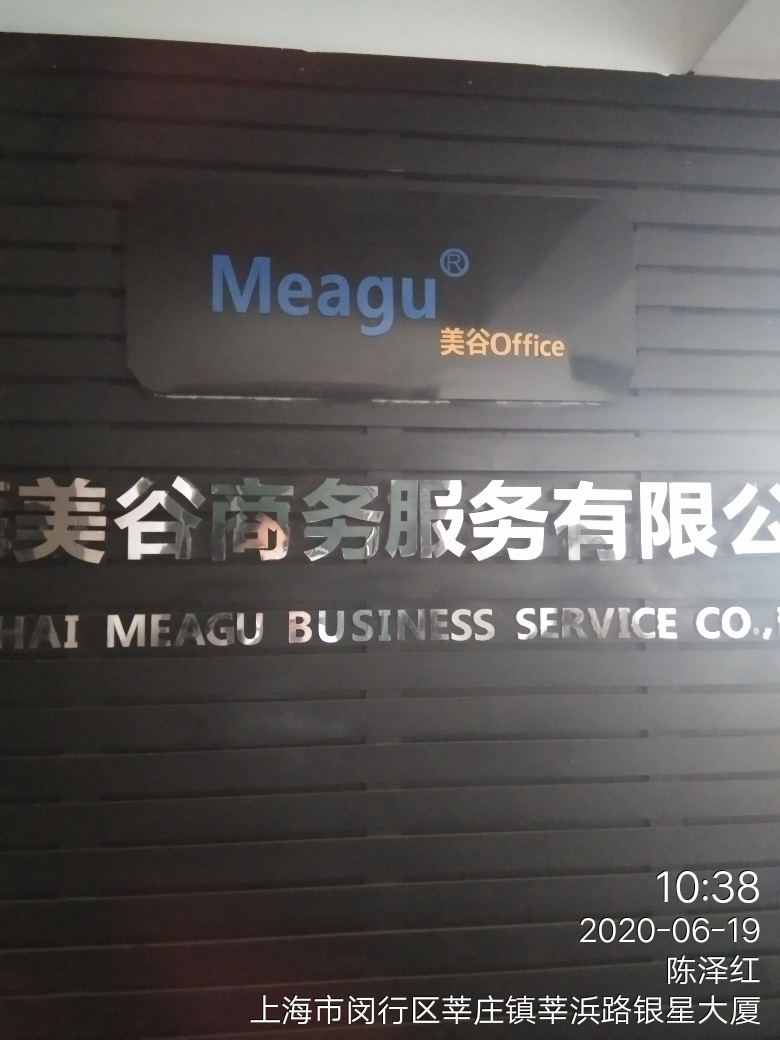 Meagu®
美谷Office
美谷商务服务有限公
HAI MEAGU BUSINESS SERVICE CO.,
10:38
2020-06-19
陈泽红
上海市闵行区莘庄镇莘浜路银星大厦